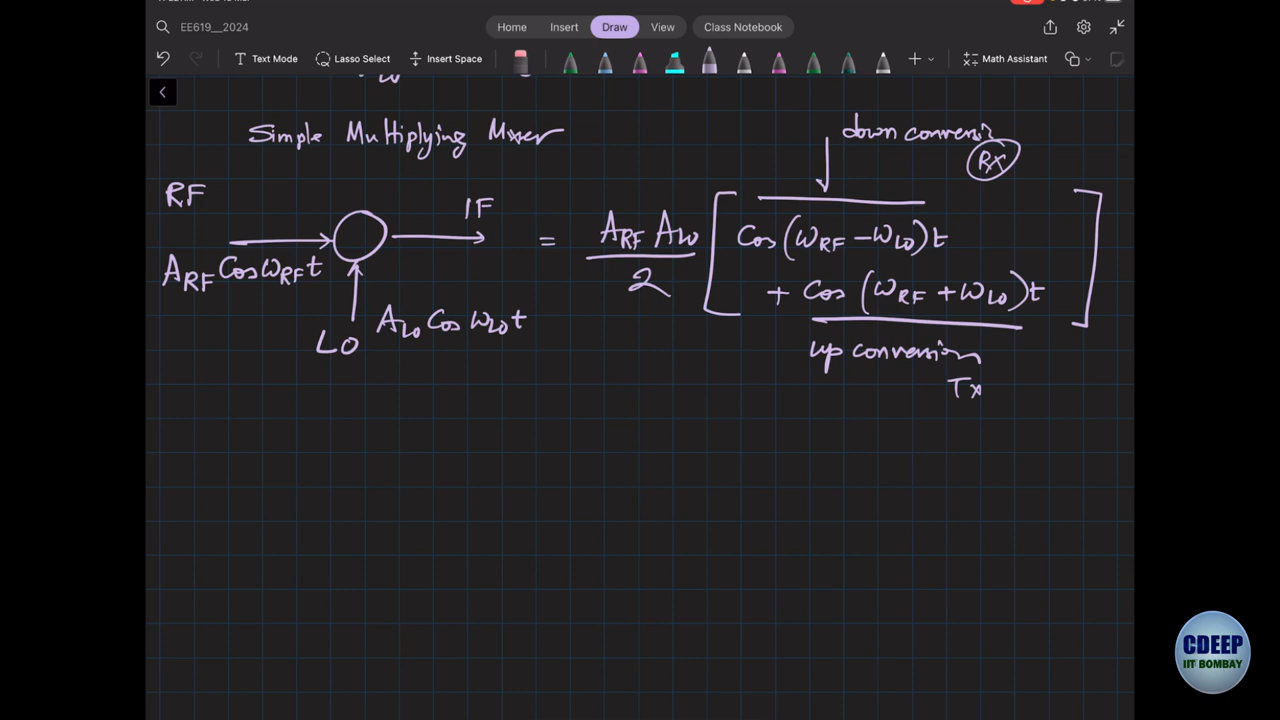 EE619__2024
Home Insert Draw View Class Notebook
Text Mode Lasso Select Insert Space Math Assistant
Simple Multiplying Mxer
down conversi
RX
RF
IF
A_RF Cos ω_RF t
= A_RF A_LO / 2 [ Cos (ω_RF − ω_LO) t
+ Cos (ω_RF + ω_LO) t ]
LO
A_LO Cos ω_LO t
up conversion
Tx
CDEEP
IIT BOMBAY